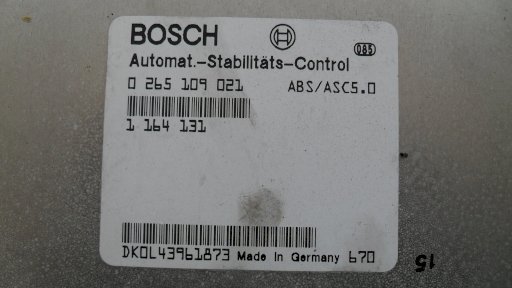 BOSCH 085
Automat.-Stabilitäts-Control
0 265 109 021 ABS/ASC5.0
1 164 131
DK0L43961873 Made in Germany 670
15